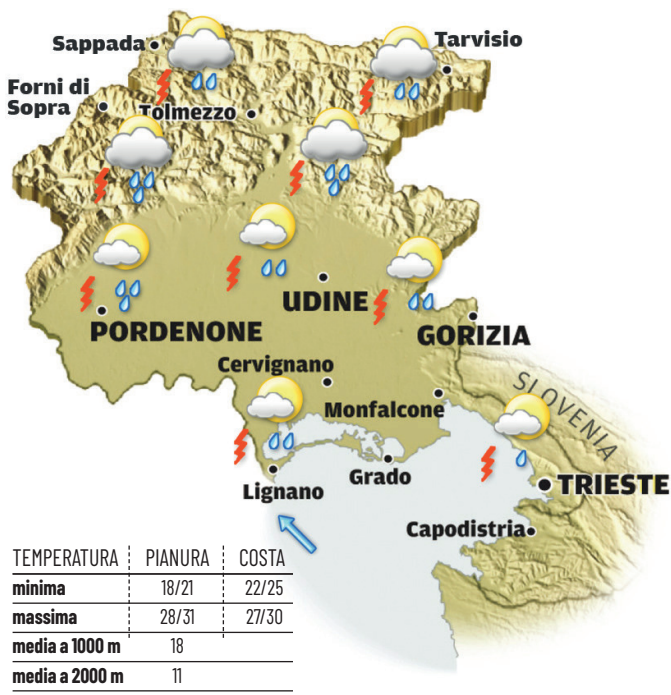 Sappada
Tarvisio
Forni di
Sopra
Tolmezzo
UDINE
PORDENONE
GORIZIA
Cervignano
SLOVENIA
Monfalcone
Grado
TRIESTE
Lignano
Capodistria
TEMPERATURA PIANURA COSTA
minima 18/21 22/25
massima 28/31 27/30
media a 1000 m 18
media a 2000 m 11